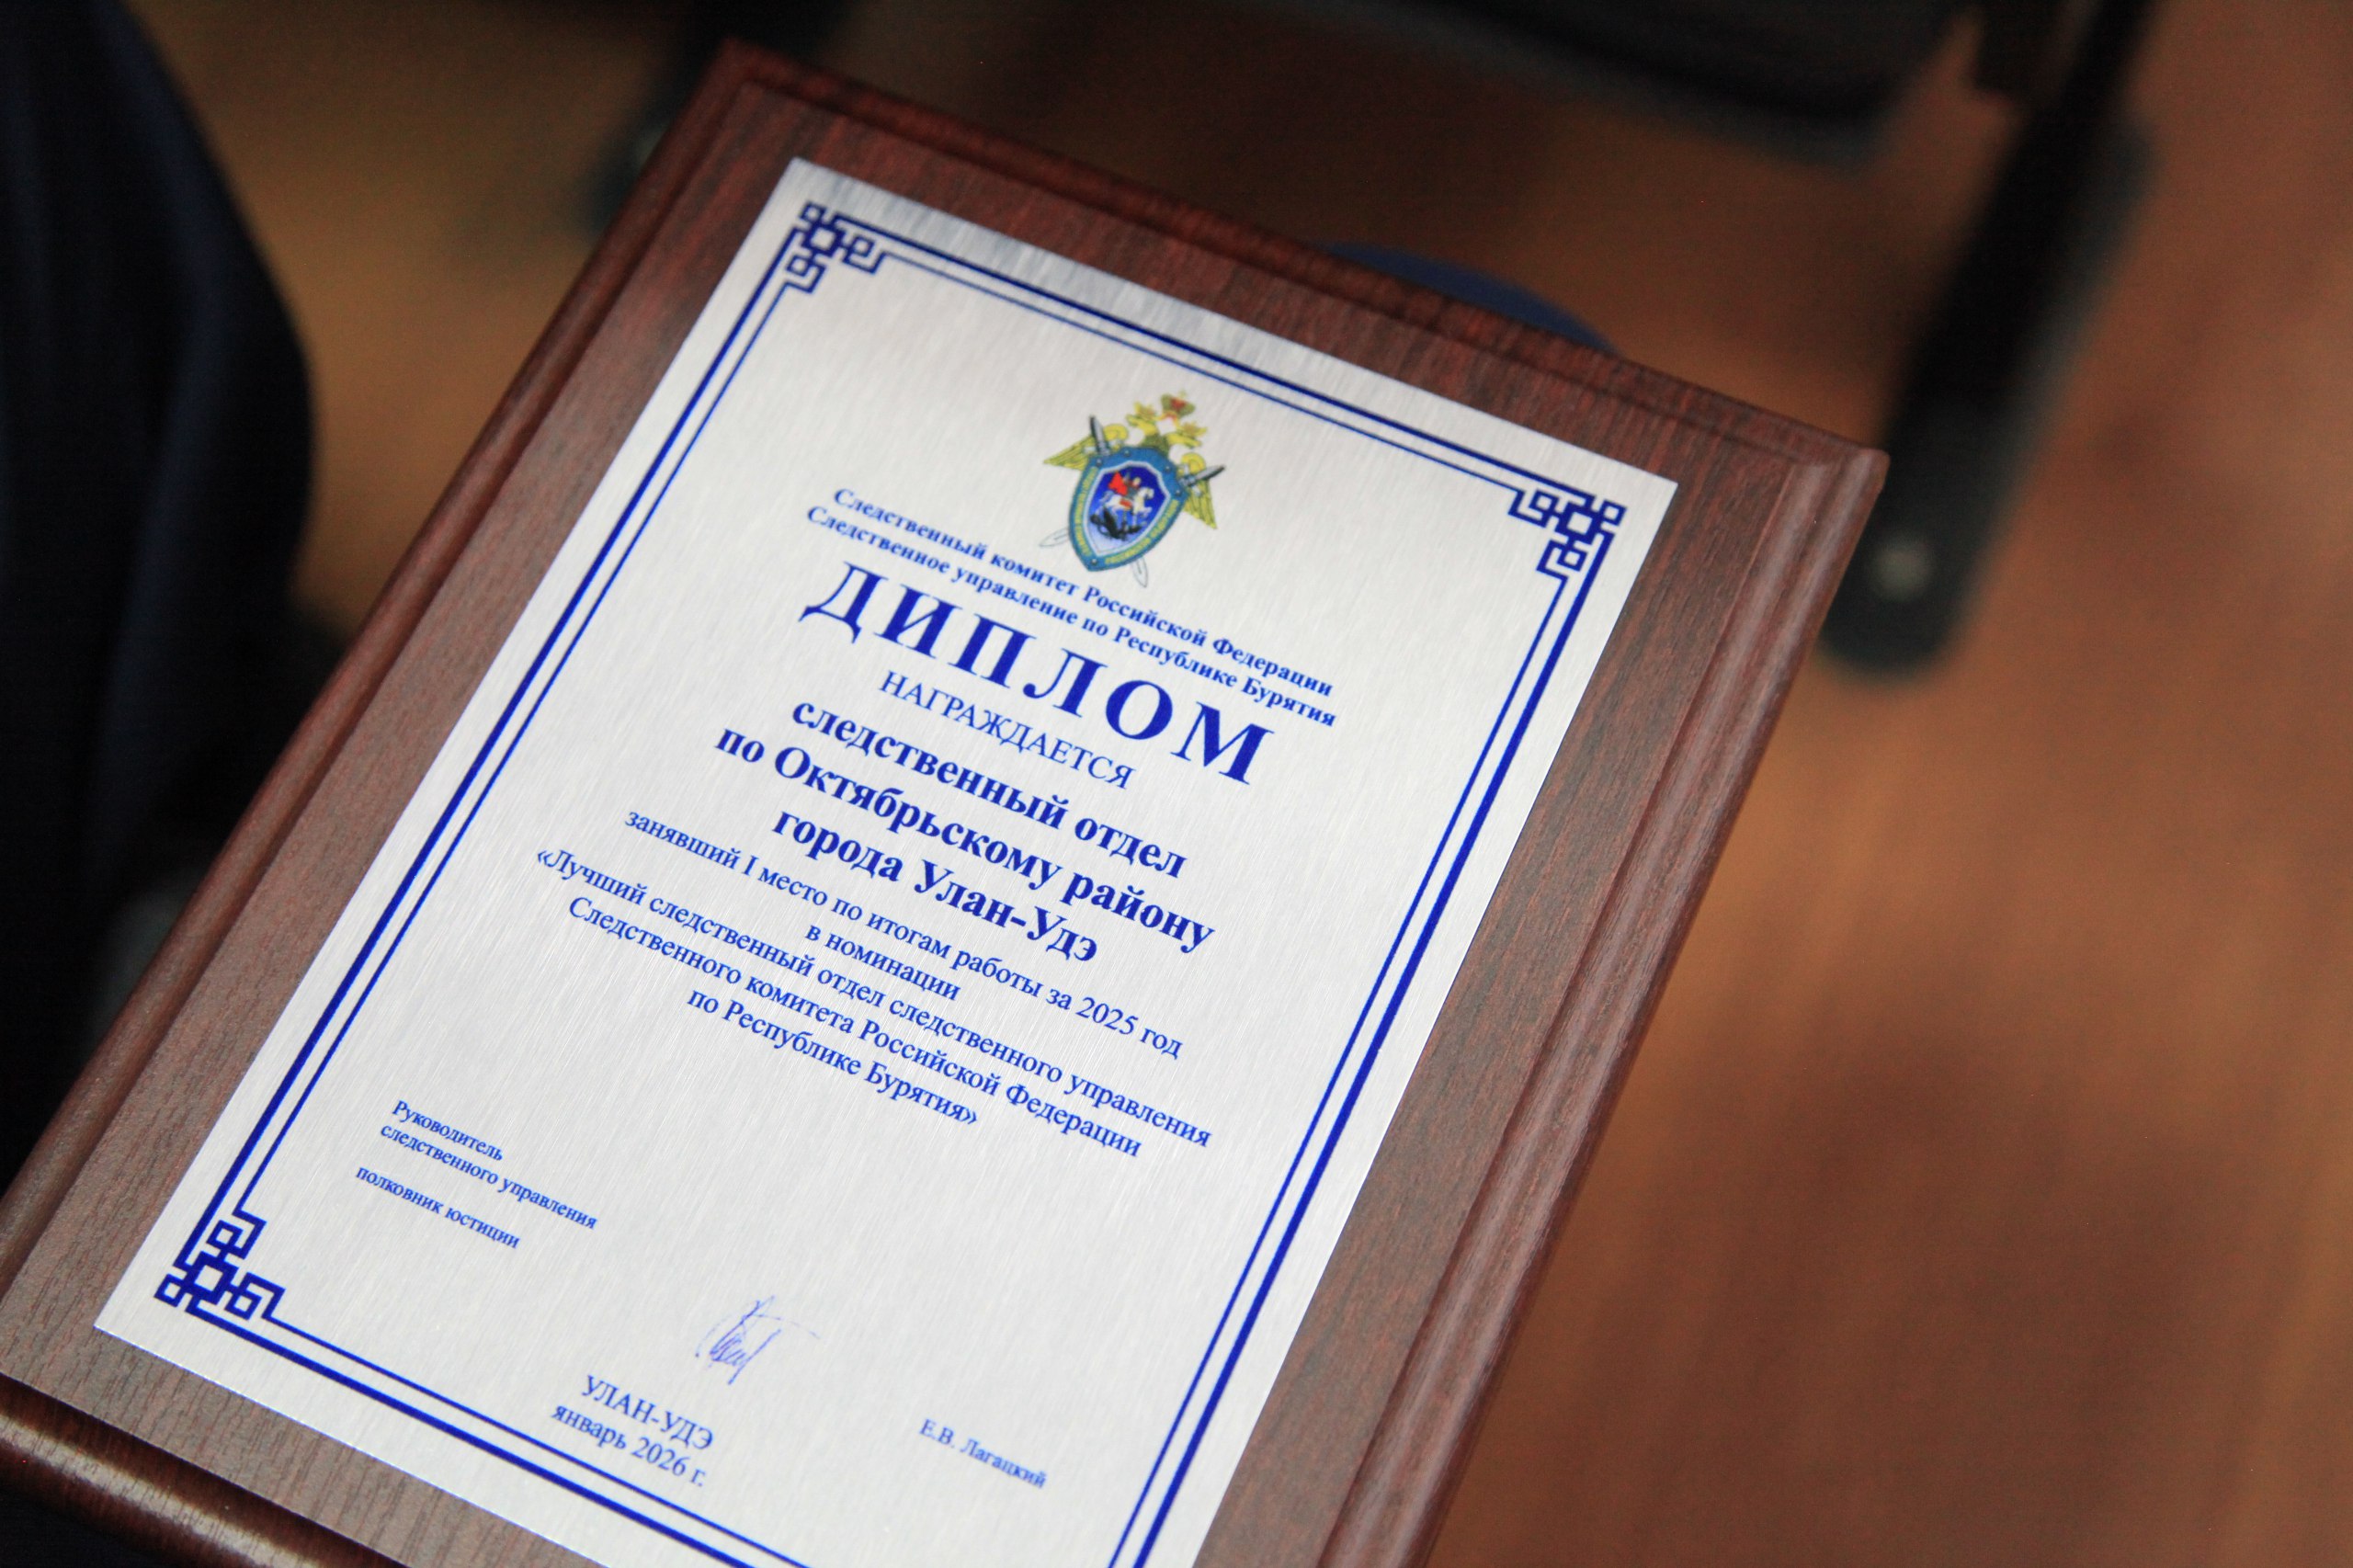 Следственный комитет Российской Федерации
Следственное управление по Республике Бурятия
ДИПЛОМ
НАГРАЖДАЕТСЯ
следственный отдел
по Октябрьскому району
города Улан-Удэ
занявший I место по итогам работы за 2025 год
в номинации
«Лучший следственный отдел следственного управления
Следственного комитета Российской Федерации
по Республике Бурятия»
Руководитель
следственного управления
полковник юстиции
Е.В. Лагацкий
УЛАН-УДЭ
январь 2026 г.